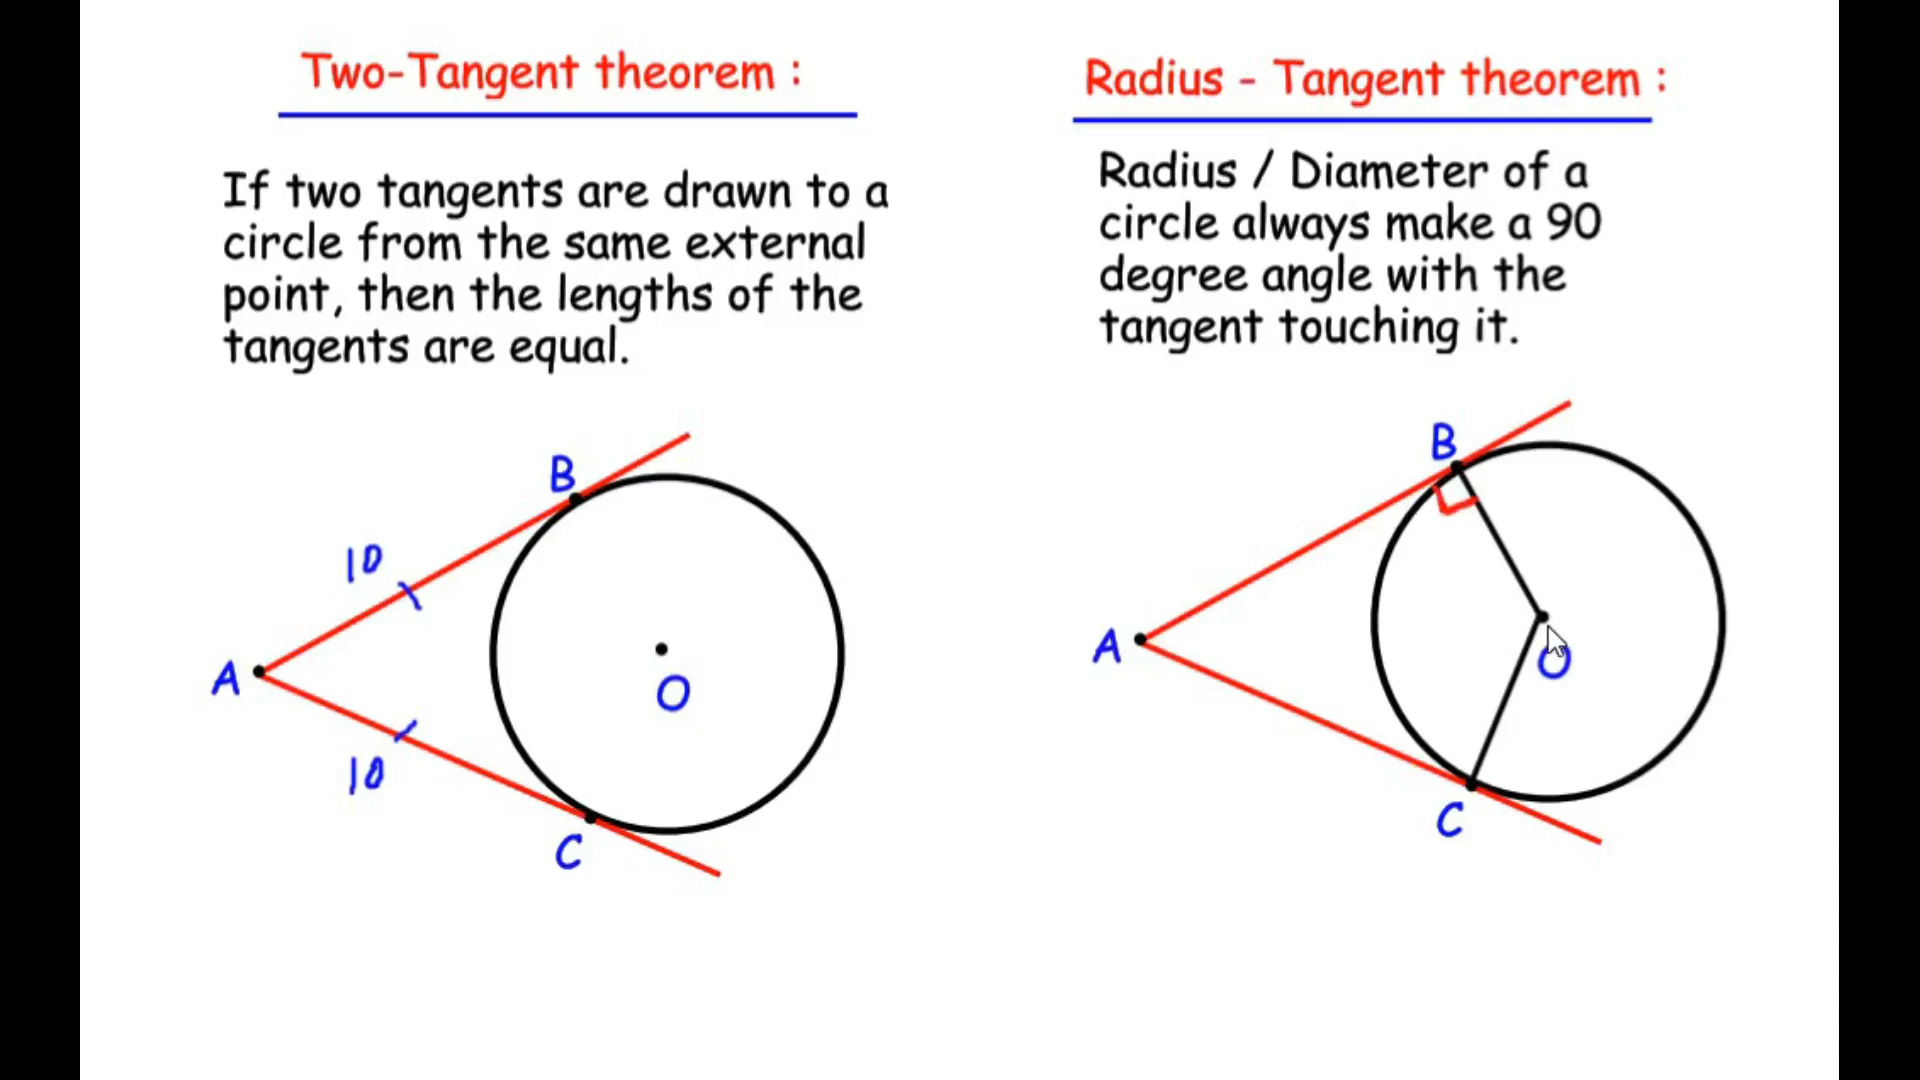 Two-Tangent theorem :
If two tangents are drawn to a
circle from the same external
point, then the lengths of the
tangents are equal.
B
10
A
O
10
C
Radius - Tangent theorem :
Radius / Diameter of a
circle always make a 90
degree angle with the
tangent touching it.
B
A
O
C